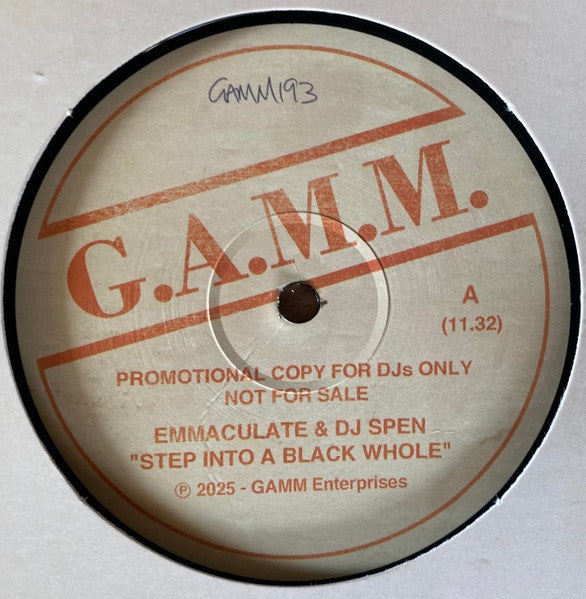 GAMM193
G.A.M.M.
A
(11.32)
PROMOTIONAL COPY FOR DJs ONLY
NOT FOR SALE
EMMACULATE & DJ SPEN
"STEP INTO A BLACK WHOLE"
℗ 2025 - GAMM Enterprises